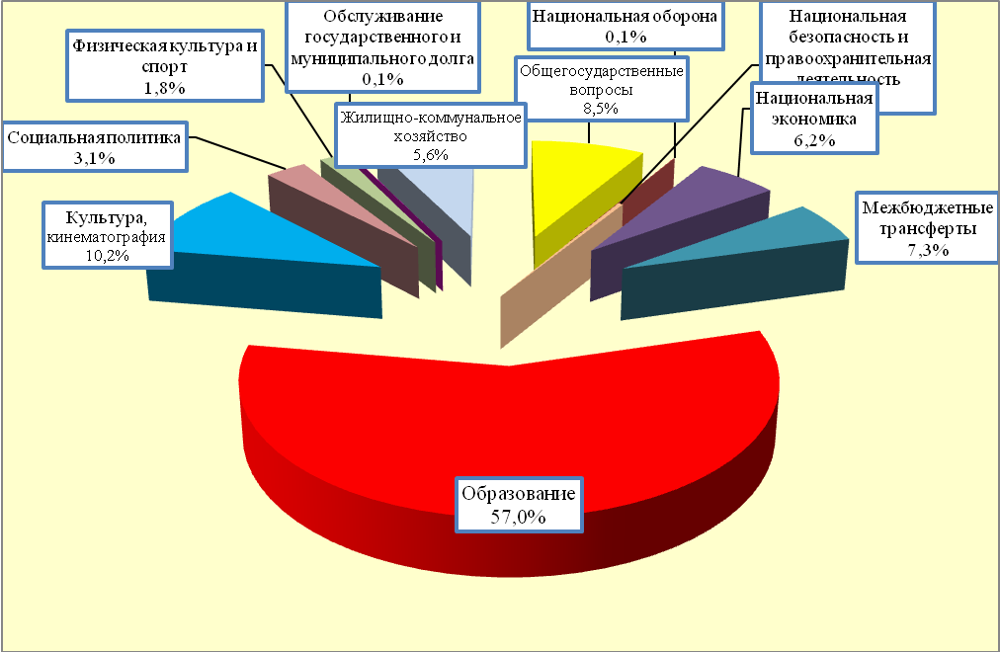 Обслуживание
государственного и
муниципального долга
0,1%
Национальная оборона
0,1%
Национальная
безопасность и
правоохранительная
деятельность
Физическая культура и
спорт
1,8%
Общегосударственные
вопросы
8,5%
Национальная
экономика
6,2%
Жилищно-коммунальное
хозяйство
5,6%
Социальная политика
3,1%
Культура,
кинематография
10,2%
Межбюджетные
трансферты
7,3%
Образование
57,0%